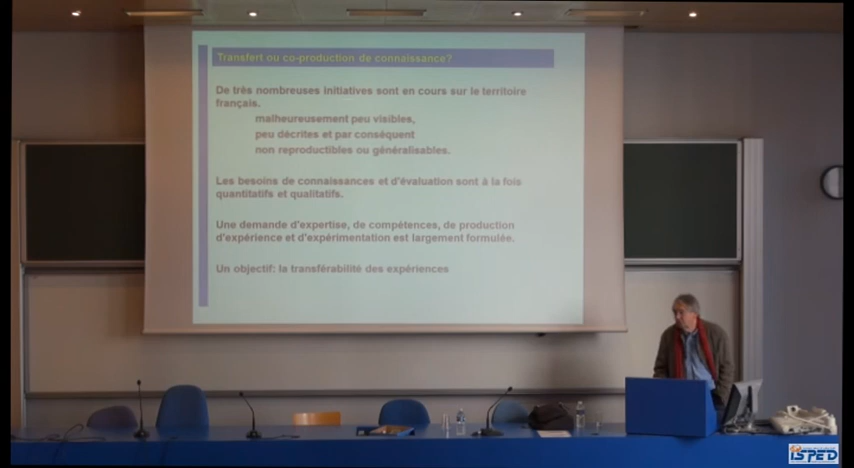 Transfert ou co-production de connaissance?
De très nombreuses initiatives sont en cours sur le territoire
français.
malheureusement peu visibles,
peu décrites et par conséquent
non reproductibles ou généralisables.
Les besoins de connaissances et d'évaluation sont à la fois
quantitatifs et qualitatifs.
Une demande d'expertise, de compétences, de production
d'expérience et d'expérimentation est largement formulée.
Un objectif: la transférabilité des expériences
ISPED